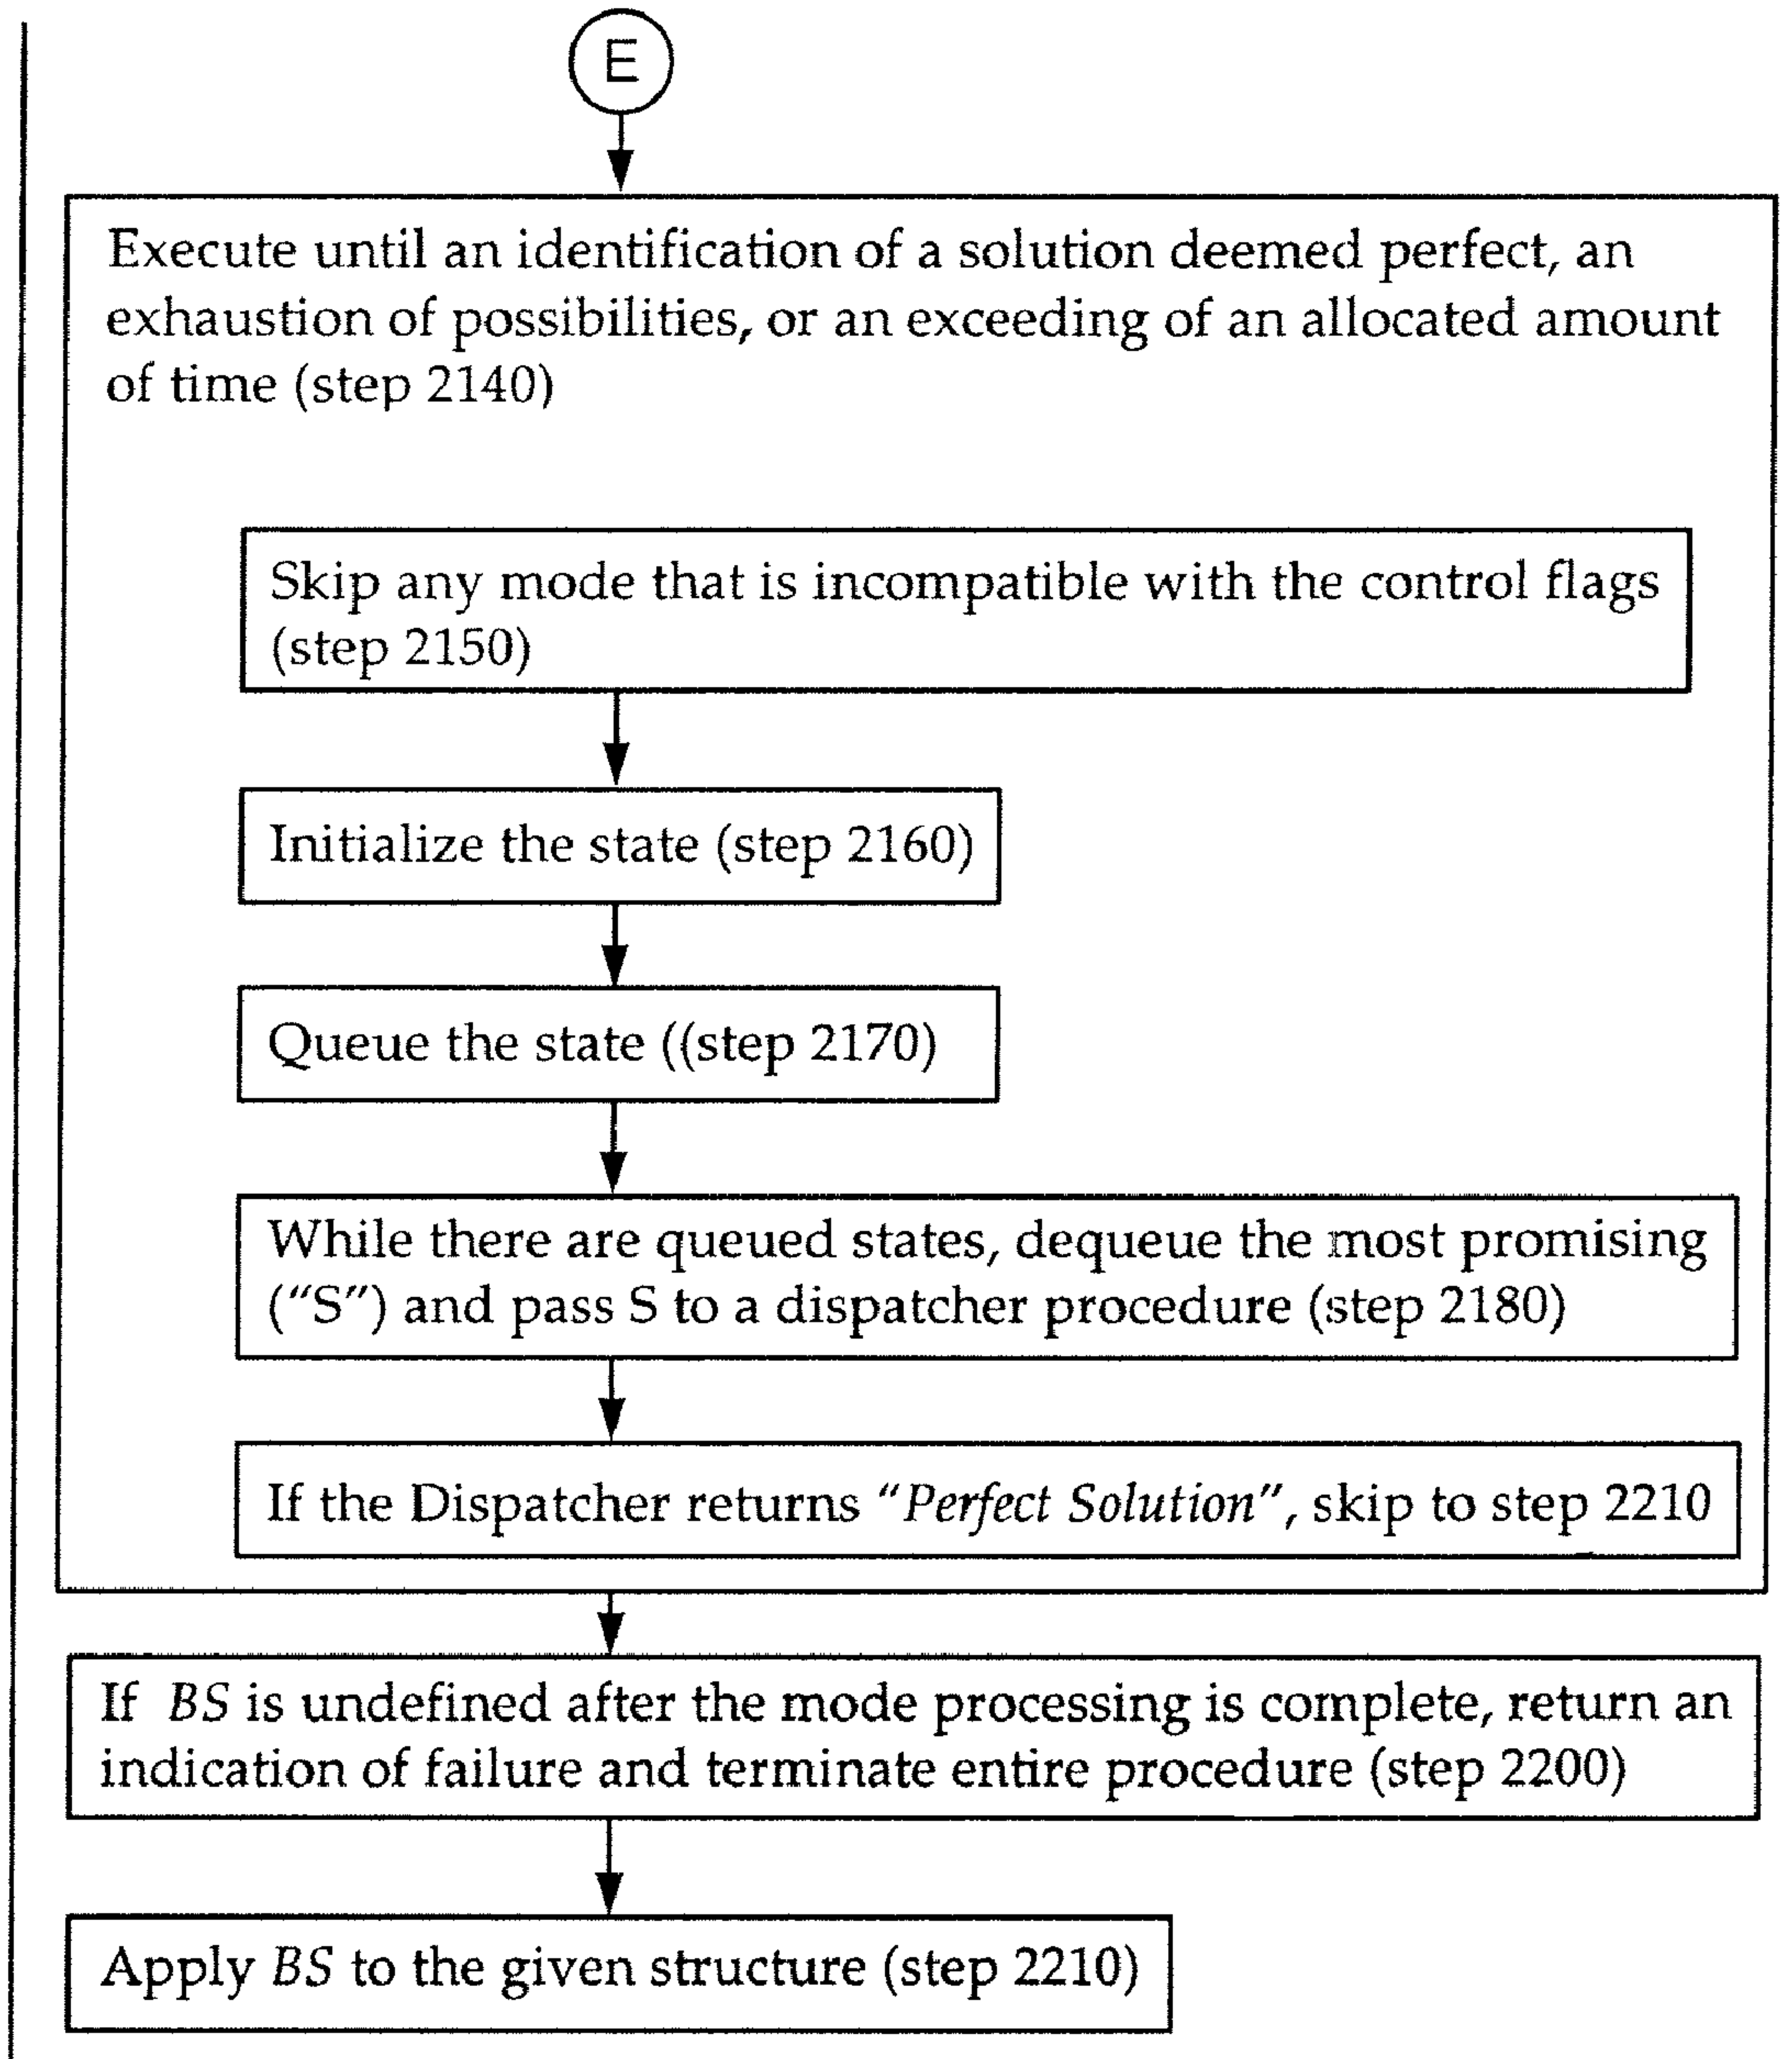 E
Execute until an identification of a solution deemed perfect, an
exhaustion of possibilities, or an exceeding of an allocated amount
of time (step 2140)
Skip any mode that is incompatible with the control flags
(step 2150)
Initialize the state (step 2160)
Queue the state ((step 2170)
While there are queued states, dequeue the most promising
("S") and pass S to a dispatcher procedure (step 2180)
If the Dispatcher returns "Perfect Solution", skip to step 2210
If BS is undefined after the mode processing is complete, return an
indication of failure and terminate entire procedure (step 2200)
Apply BS to the given structure (step 2210)